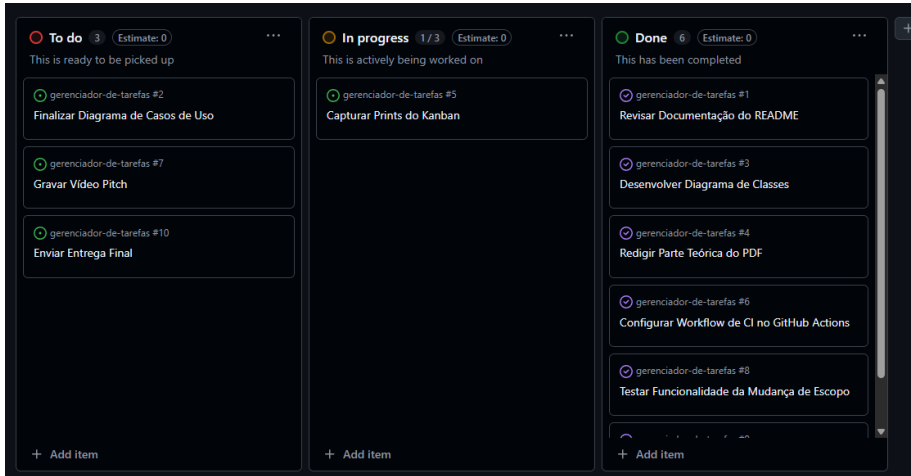 To do 3 Estimate: 0
This is ready to be picked up
gerenciador-de-tarefas #2
Finalizar Diagrama de Casos de Uso
gerenciador-de-tarefas #7
Gravar Vídeo Pitch
gerenciador-de-tarefas #10
Enviar Entrega Final
+ Add item
In progress 1 / 3 Estimate: 0
This is actively being worked on
gerenciador-de-tarefas #5
Capturar Prints do Kanban
+ Add item
Done 6 Estimate: 0
This has been completed
gerenciador-de-tarefas #1
Revisar Documentação do README
gerenciador-de-tarefas #3
Desenvolver Diagrama de Classes
gerenciador-de-tarefas #4
Redigir Parte Teórica do PDF
gerenciador-de-tarefas #6
Configurar Workflow de CI no GitHub Actions
gerenciador-de-tarefas #8
Testar Funcionalidade da Mudança de Escopo
+ Add item